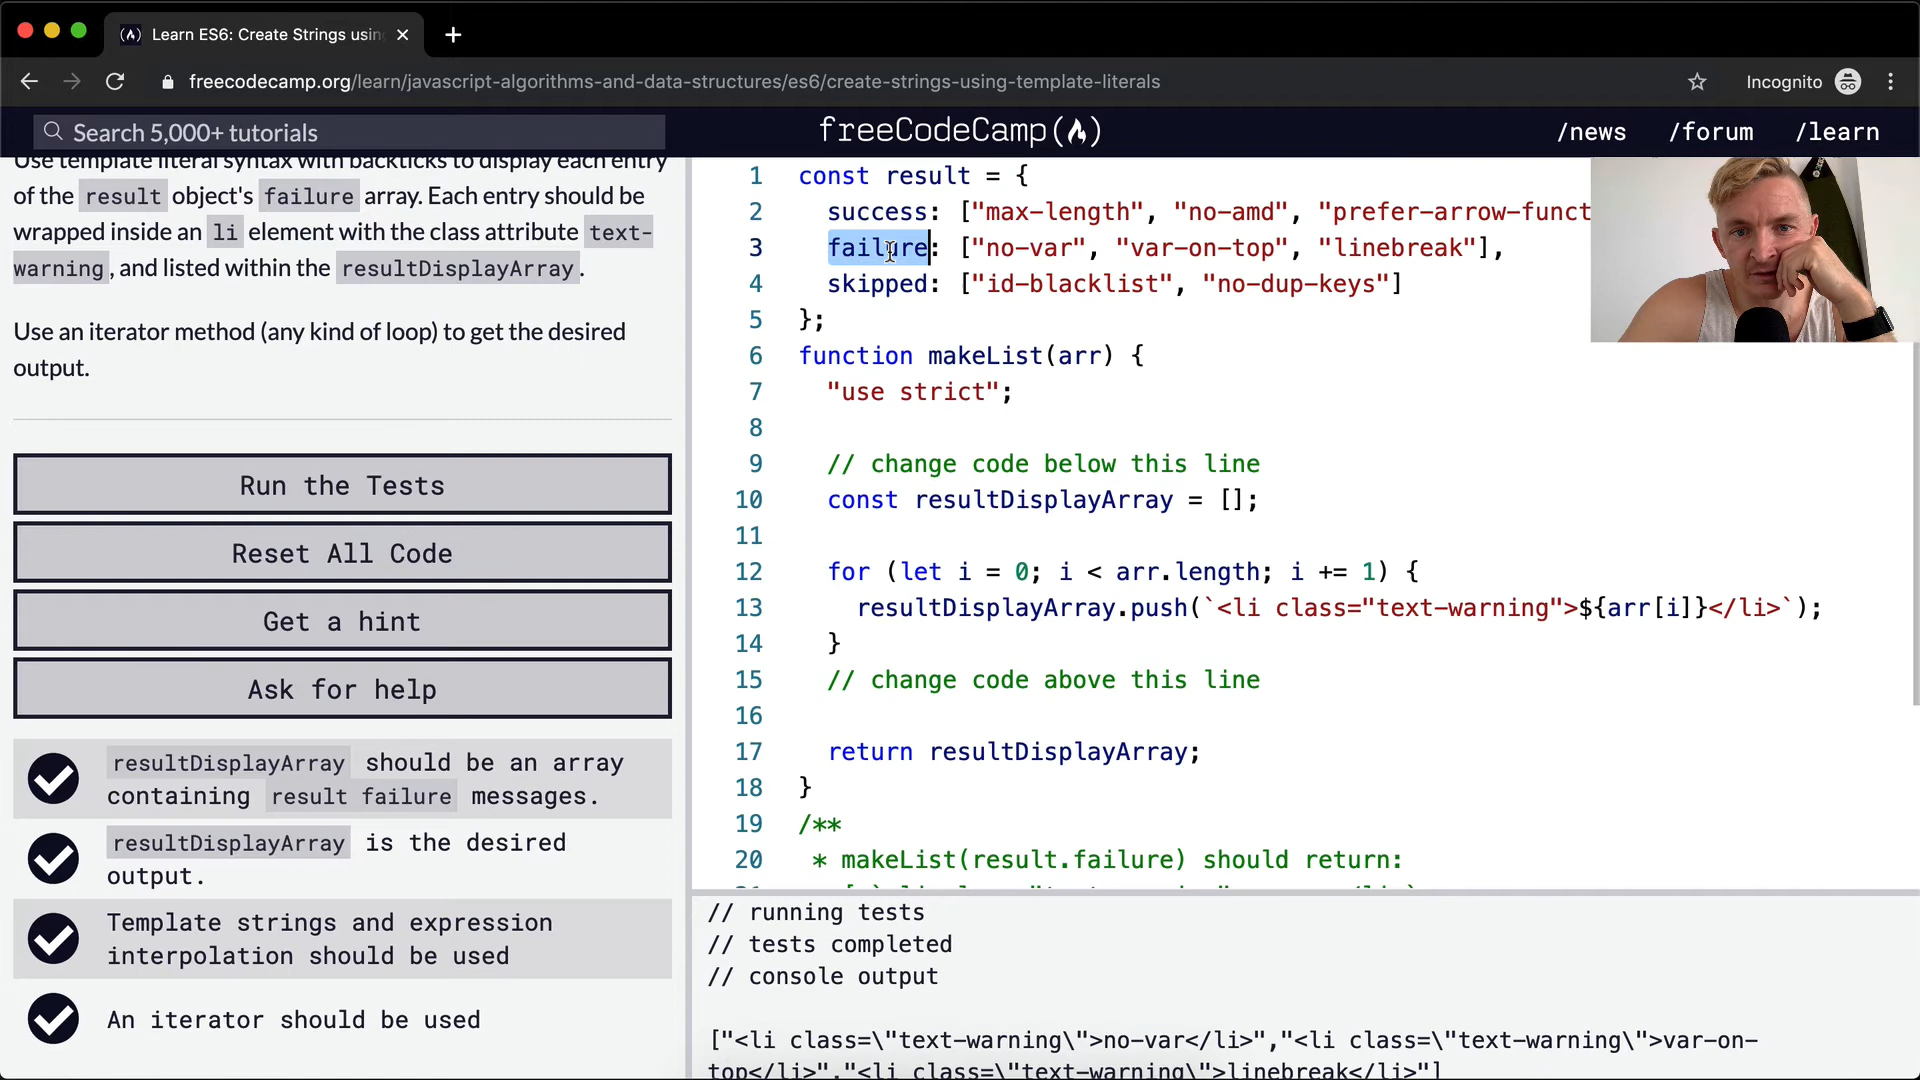 Learn ES6: Create Strings usin
freecodecamp.org/learn/javascript-algorithms-and-data-structures/es6/create-strings-using-template-literals
Incognito
Search 5,000+ tutorials
freeCodeCamp
/news
/forum
/learn
Use template literal syntax with backticks to display each entry
of the result object's failure array. Each entry should be
wrapped inside an li element with the class attribute text-
warning, and listed within the resultDisplayArray.
Use an iterator method (any kind of loop) to get the desired
output.
Run the Tests
Reset All Code
Get a hint
Ask for help
resultDisplayArray should be an array
containing result failure messages.
resultDisplayArray is the desired
output.
Template strings and expression
interpolation should be used
An iterator should be used
1 const result = {
2 success: ["max-length", "no-amd", "prefer-arrow-funct
3 failure: ["no-var", "var-on-top", "linebreak"],
4 skipped: ["id-blacklist", "no-dup-keys"]
5 };
6 function makeList(arr) {
7 "use strict";
8
9 // change code below this line
10 const resultDisplayArray = [];
11
12 for (let i = 0; i < arr.length; i += 1) {
13 resultDisplayArray.push(`<li class="text-warning">${arr[i]}</li>`);
14 }
15 // change code above this line
16
17 return resultDisplayArray;
18 }
19 /**
20 * makeList(result.failure) should return:
// running tests
// tests completed
// console output
["<li class=\"text-warning\">no-var</li>","<li class=\"text-warning\">var-on-
top</li>","<li class=\"text-warning\">linebreak</li>"]